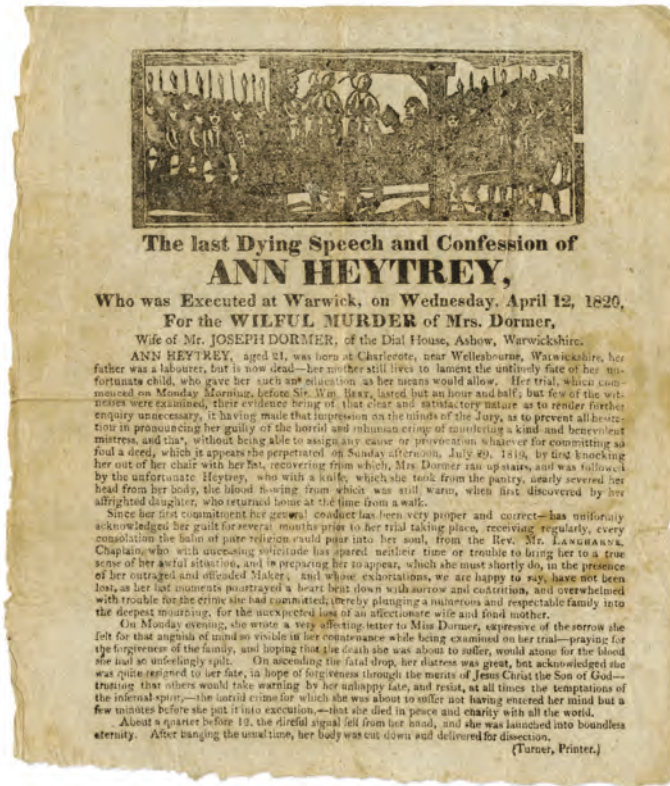 The last Dying Speech and Confession of
ANN HEYTREY,
Who was Executed at Warwick, on Wednesday, April 12, 1820,
For the WILFUL MURDER of Mrs. Dormer,
Wife of Mr. JOSEPH DORMER, of the Dial House, Ashow, Warwickshire.
ANN HEYTREY, aged 21, was born at Charlecote, near Wellesbourne, Warwickshire, her
father was a labourer, but is now dead—her mother still lives to lament the untimely fate of her un-
fortunate child, who gave her such an education as her means would allow. Her trial, which com-
menced on Monday Morning, before Sir Wm. lasted but an hour and half; but few of the wit-
nesses were examined, their evidence being of that clear and satisfactory nature as to render further
enquiry unnecessary, it having made that impression on the minds of the Jury, as to prevent all hesita-
tion in pronouncing her guilty of the horrid and inhuman crime of murdering a kind and benevolent
mistress, and that, without being able to assign any cause or provocation whatever for committing so
foul a deed, which it appears she perpetrated on Sunday afternoon, July 29, 1819, by first knocking
her out of her chair with her fist, recovering from which, Mrs Dormer ran up stairs, and was followed
by the unfortunate Heytrey, who with a knife, which she took from the pantry, nearly severed her
head from her body, the blood flowing from which was still warm, when first discovered by her
affrighted daughter, who returned home at the time from a walk.
Since her first commitment her general conduct has been very proper and correct—has uniformly
acknowledged her guilt for several months prior to her trial taking place, receiving regularly, every
consolation the balm of pure religion could pour into her soul, from the Rev. Mr. LANGHARNE,
Chaplain, who with unceasing solicitude has spared neitheir time or trouble to bring her to a true
sense of her awful situation, and in preparing her to appear, which she must shortly do, in the presence
of her outraged and offended Maker; and whose exhortations, we are happy to say, have not been
lost, as her last moments pourtrayed a heart bent down with sorrow and contrition, and overwhelmed
with trouble for the crime she had committed, thereby plunging a numerous and respectable family into
the deepest mourning, for the unexpected loss of an affectionate wife and fond mother.
On Monday evening, she wrote a very affecting letter to Miss Dormer, expressive of the sorrow she
felt for that anguish of mind so visible in her countenance while being examined on her trial—praying for
the forgiveness of the family, and hoping that the death she was about to suffer, would atone for the blood
she had so unfeelingly spilt. On ascending the fatal drop, her distress was great, but acknowledged she
was quite resigned to her fate, in hope of forgiveness through the merits of Jesus Christ the Son of God—
trusting that others would take warning by her unhappy fate, and resist, at all times the temptations of
the infernal spirit,—the horrid crime for which she was about to suffer not having entered her mind but a
few minutes before she put it into execution,—that she died in peace and charity with all the world.
About a quarter before 12, the direful signal fell from her hand, and she was launched into boundless
eternity. After hanging the usual time, her body was cut down and delivered for dissection.
(Turner, Printer.)